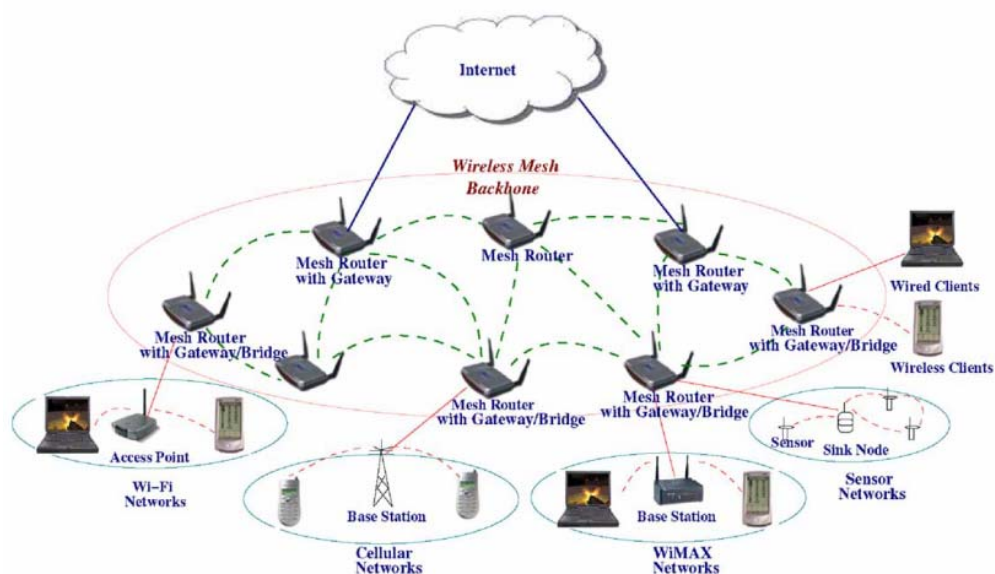 Internet
Wireless Mesh
Backbone
Mesh Router
with Gateway
Mesh Router
Mesh Router
with Gateway
Wired Clients
Mesh Router
with Gateway/Bridge
Mesh Router
with Gateway/Bridge
Wireless Clients
Mesh Router
with Gateway/Bridge
Mesh Router
with Gateway/Bridge
Access Point
Wi-Fi
Networks
Base Station
Cellular
Networks
Base Station
WiMAX
Networks
Sensor
Sink Node
Sensor
Networks